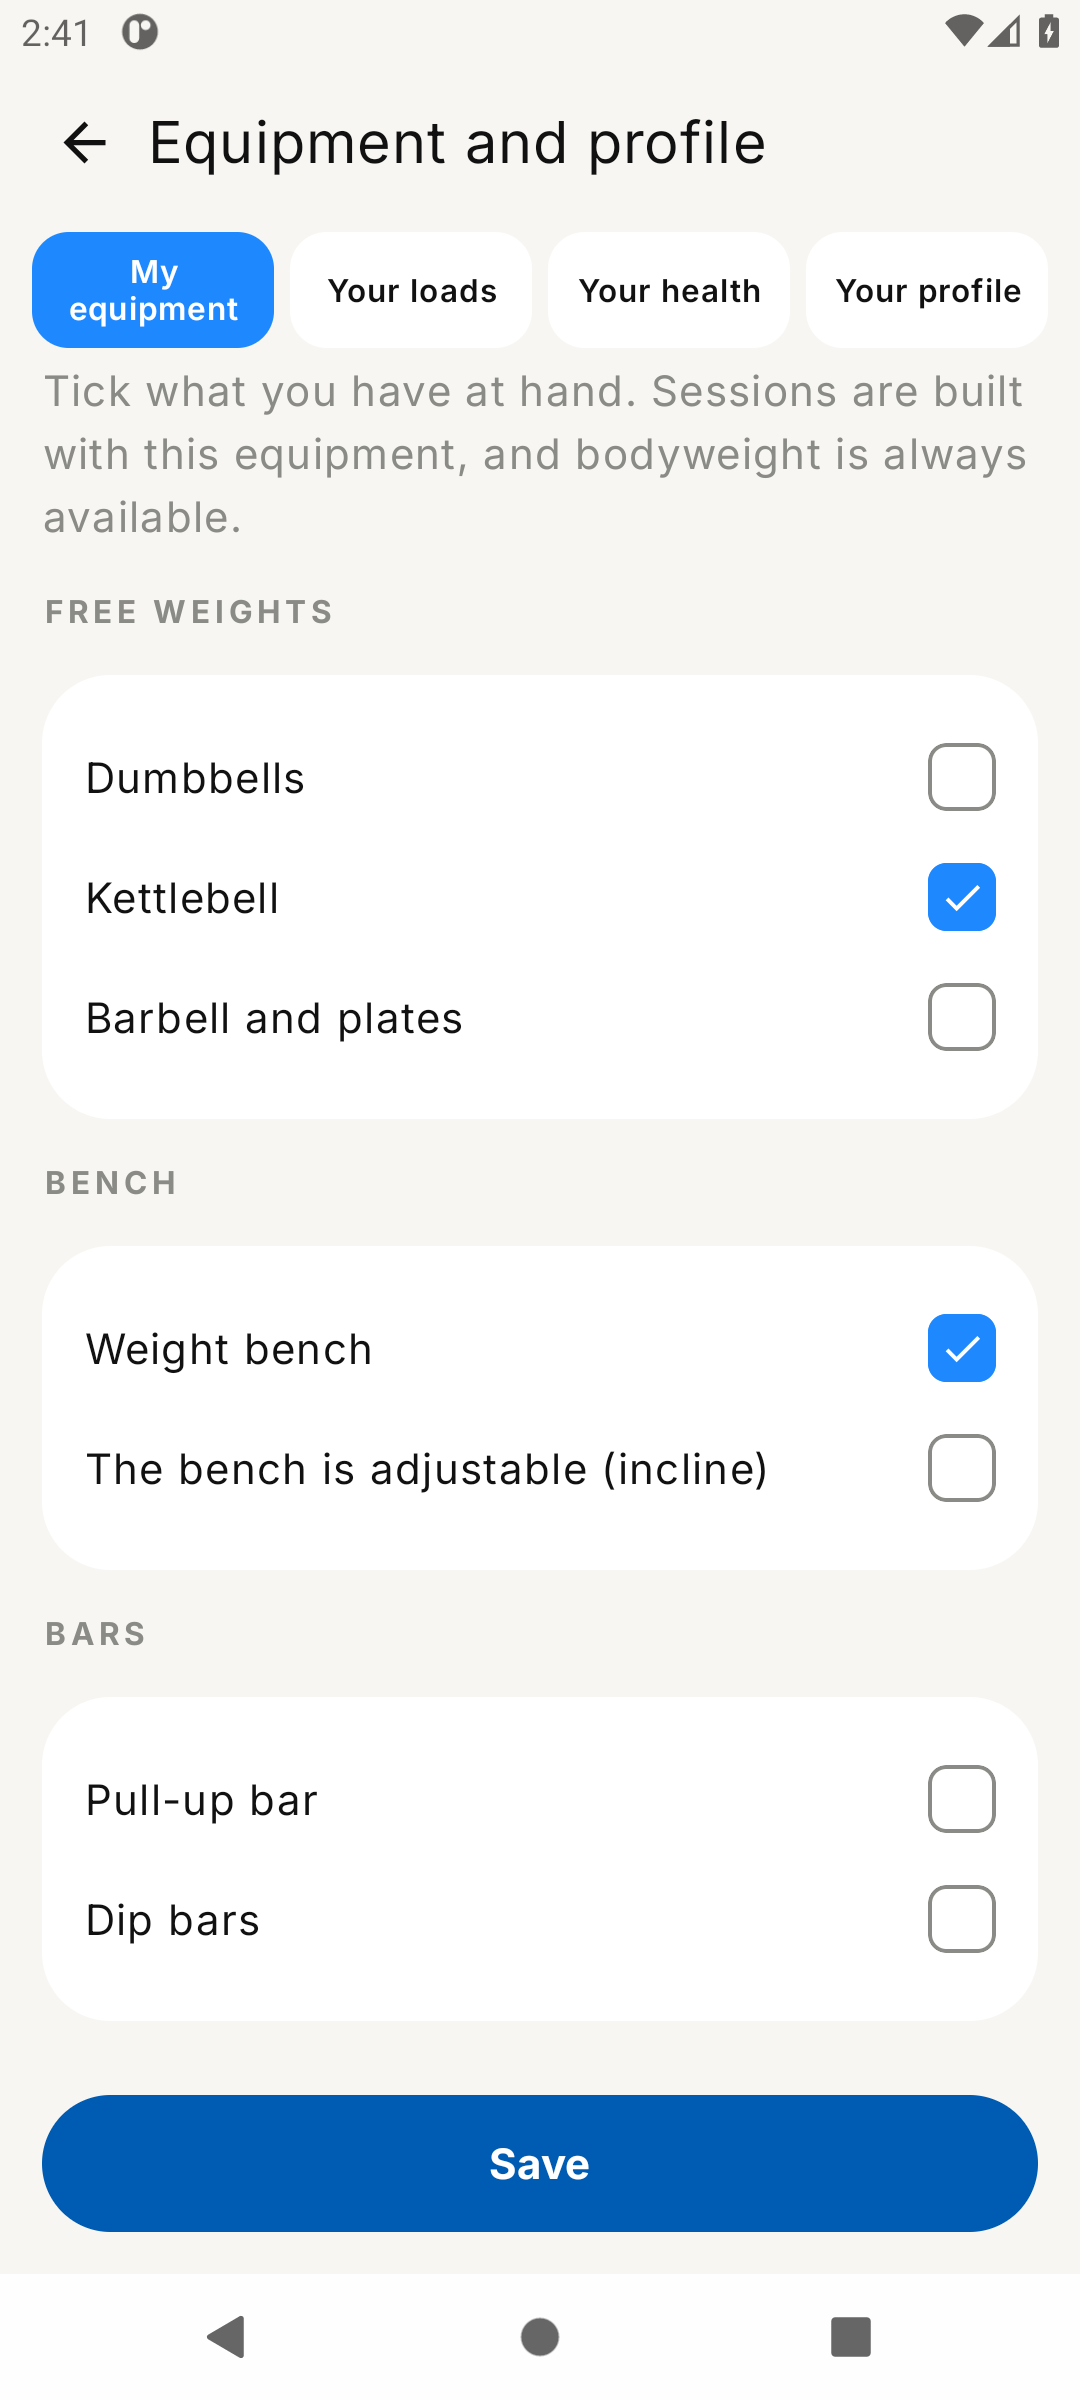 2:41
Equipment and profile
My
equipment
Your loads
Your health
Your profile
Tick what you have at hand. Sessions are built
with this equipment, and bodyweight is always
available.
FREE WEIGHTS
Dumbbells
Kettlebell
Barbell and plates
BENCH
Weight bench
The bench is adjustable (incline)
BARS
Pull-up bar
Dip bars
Save